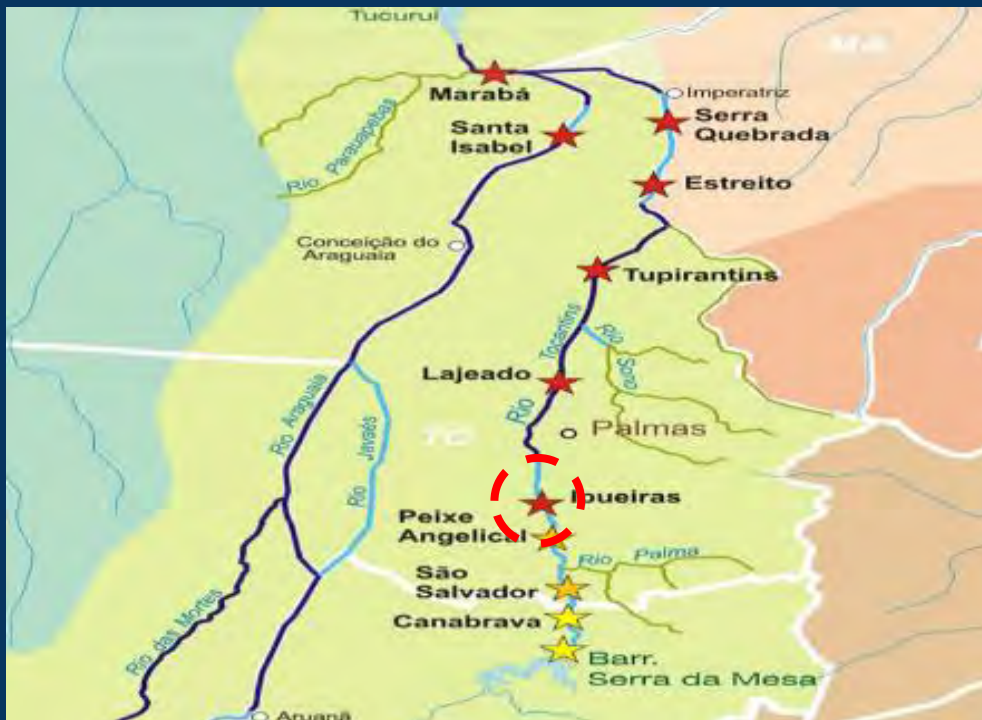 Tucuruí
MA
Marabá
Imperatriz
Serra
Quebrada
Santa
Isabel
Rio Parauapebas
Estreito
Conceição do
Araguaia
Tupirantins
Rio Tocantins
Rio Sono
Lajeado
Palmas
TO
Rio Araguaia
Rio Javaés
Ipueiras
Peixe
Angelical
Rio Palma
São
Salvador
Rio das Mortes
Canabrava
Barr.
Serra da Mesa
Aruanã